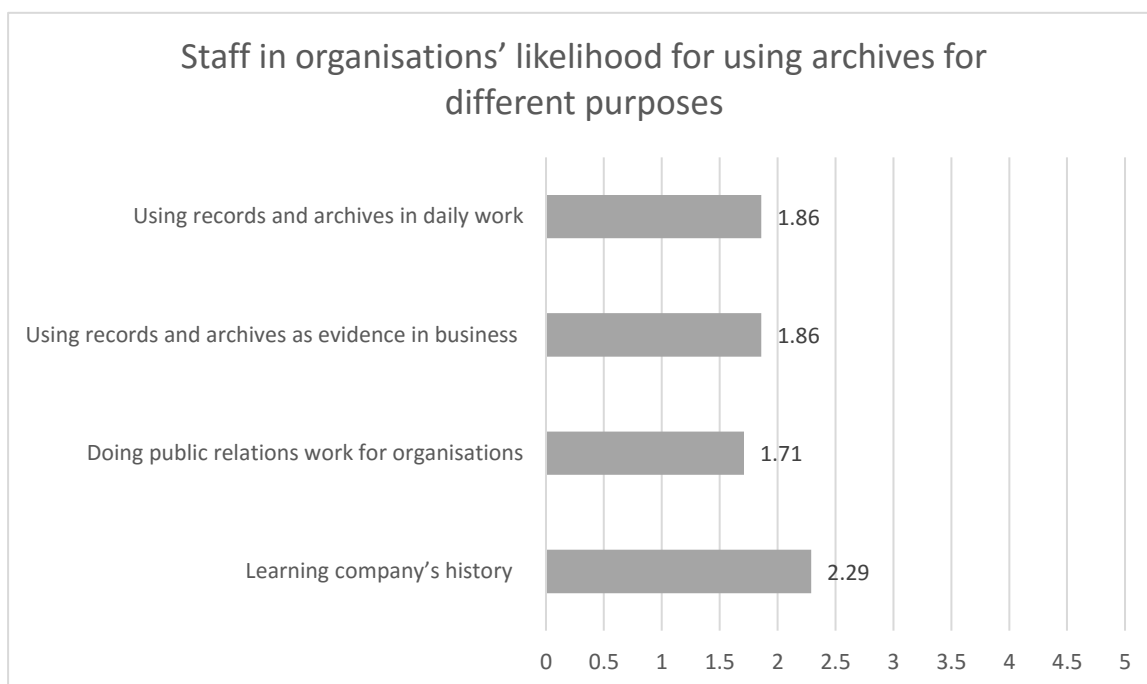 Staff in organisations’ likelihood for using archives for
different purposes
Using records and archives in daily work
1.86
Using records and archives as evidence in business
1.86
Doing public relations work for organisations
1.71
Learning company’s history
2.29
0 0.5 1 1.5 2 2.5 3 3.5 4 4.5 5